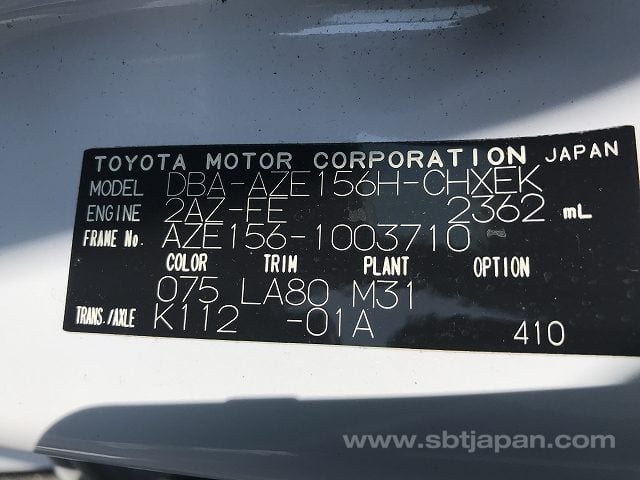 TOYOTA MOTOR CORPORATION JAPAN
MODEL DBA-AZE156H-CHXEK
ENGINE 2AZ-FE 2362 mL
FRAME No. AZE156-1003710
COLOR TRIM PLANT OPTION
075 LA80 M31
TRANS./AXLE K112 -01A 410
www.sbtjapan.com